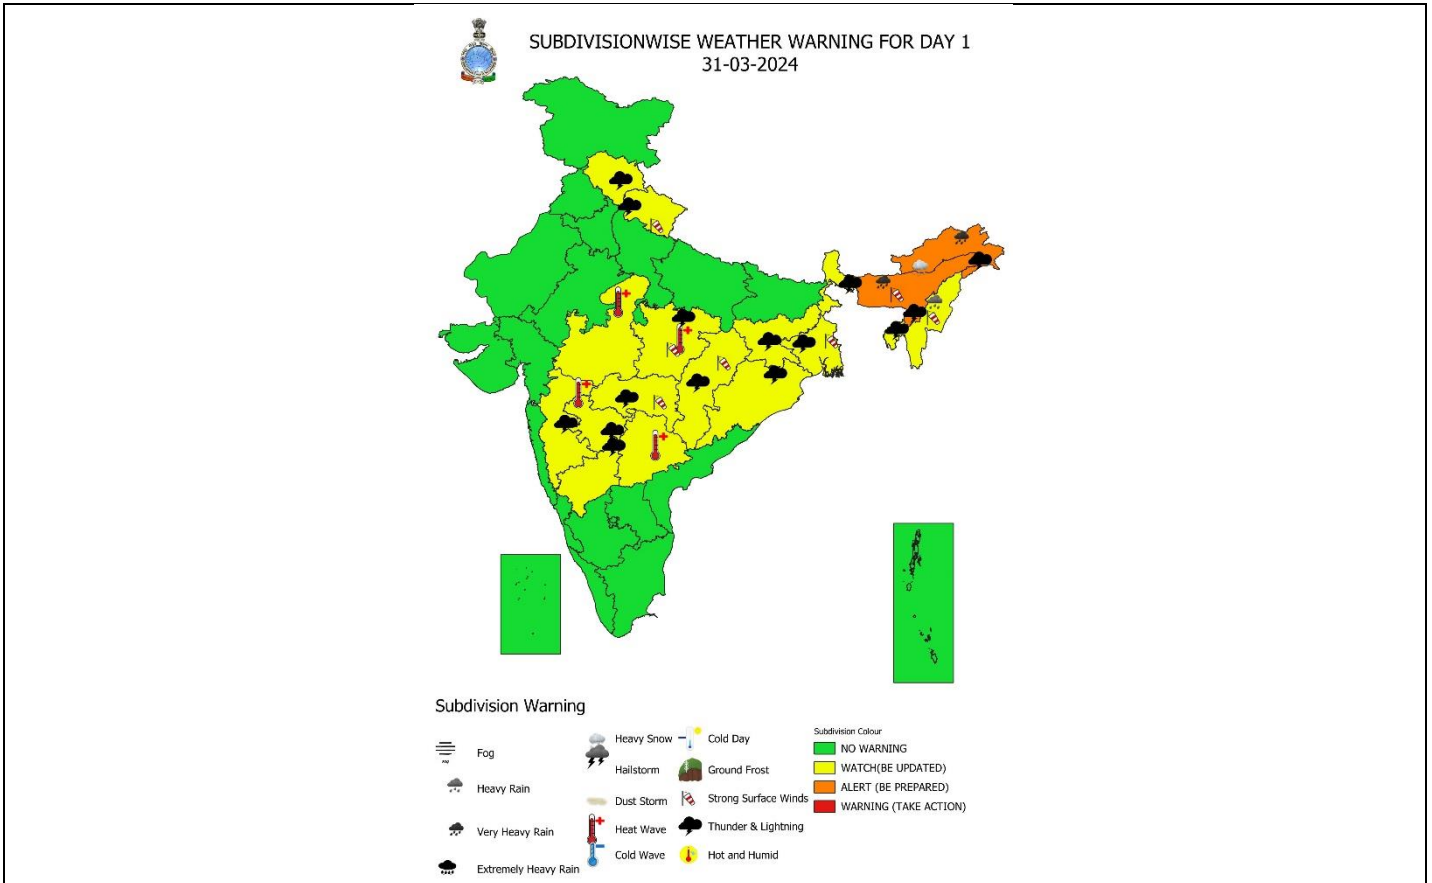 SUBDIVISIONWISE WEATHER WARNING FOR DAY 1
31-03-2024
Subdivision Warning
Fog
Heavy Rain
Very Heavy Rain
Extremely Heavy Rain
Heavy Snow
Hailstorm
Dust Storm
Heat Wave
Cold Wave
Cold Day
Ground Frost
Strong Surface Winds
Thunder & Lightning
Hot and Humid
Subdivision Colour
NO WARNING
WATCH(BE UPDATED)
ALERT (BE PREPARED)
WARNING (TAKE ACTION)